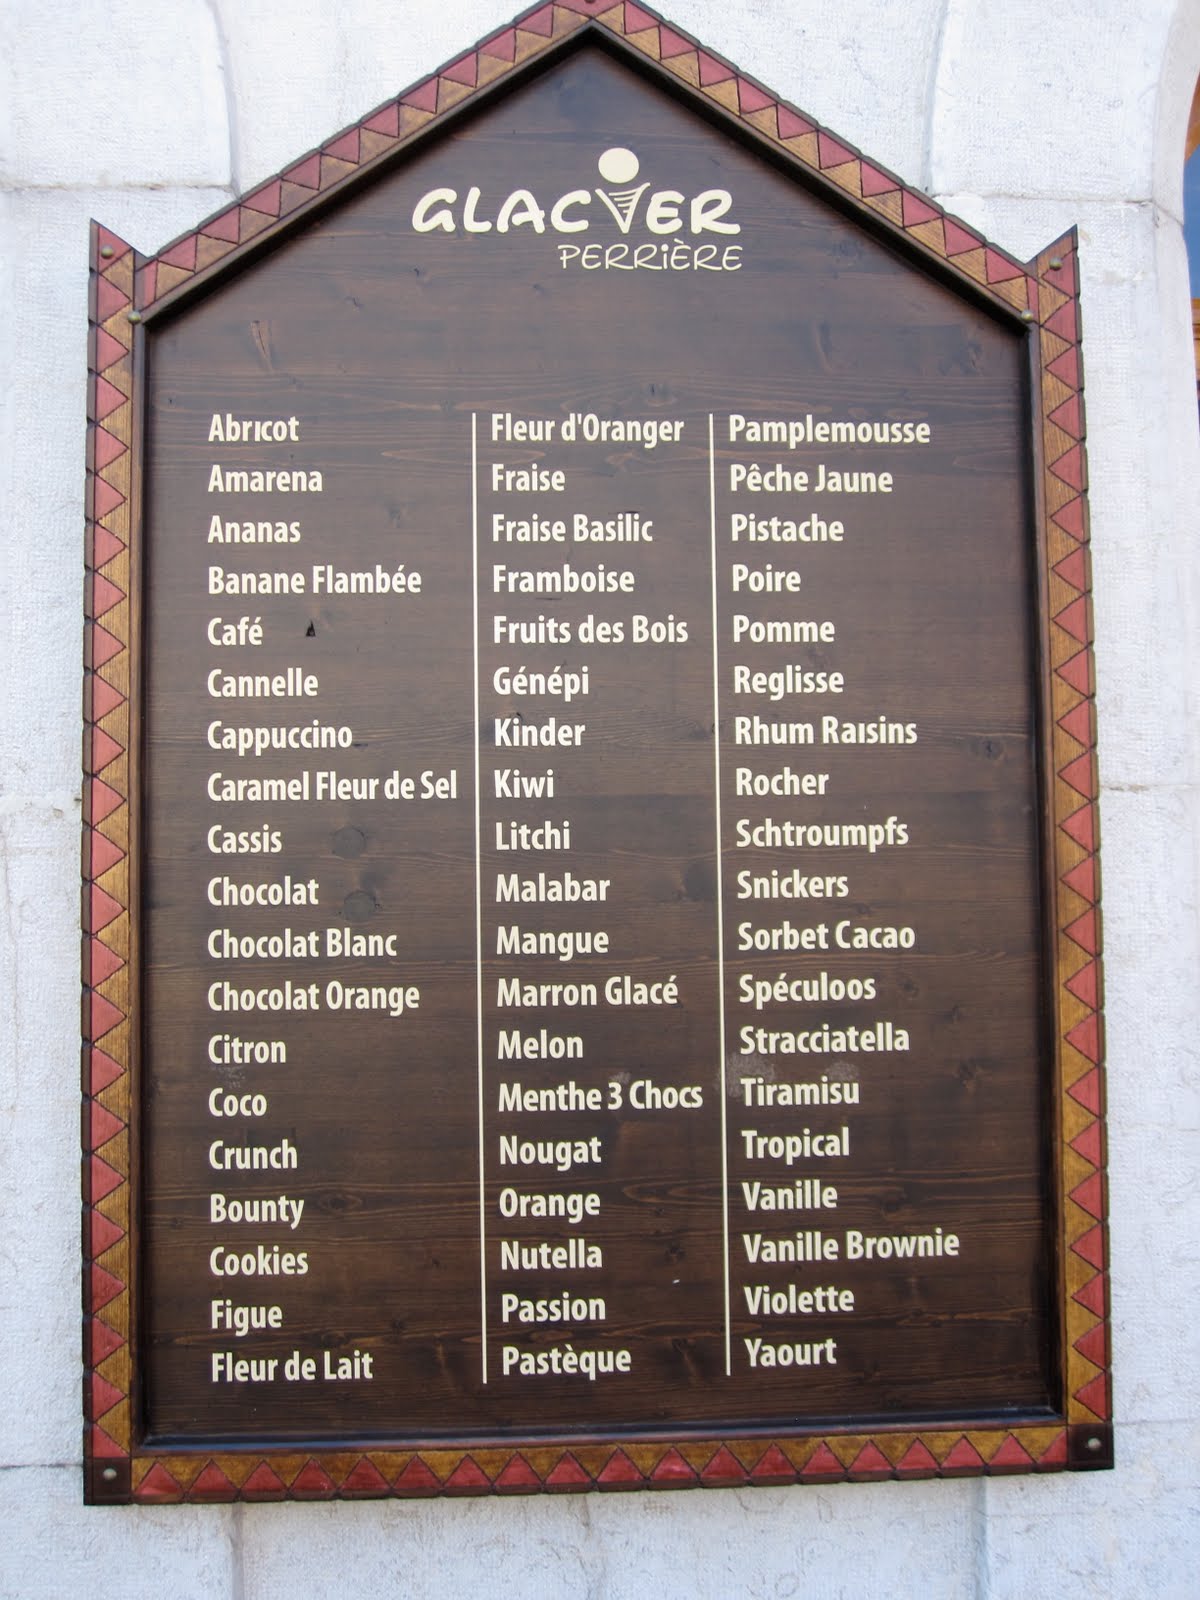 GLACIER
PERRIÈRE
Abricot
Amarena
Ananas
Banane Flambée
Café
Cannelle
Cappuccino
Caramel Fleur de Sel
Cassis
Chocolat
Chocolat Blanc
Chocolat Orange
Citron
Coco
Crunch
Bounty
Cookies
Figue
Fleur de Lait
Fleur d'Oranger
Fraise
Fraise Basilic
Framboise
Fruits des Bois
Génépi
Kinder
Kiwi
Litchi
Malabar
Mangue
Marron Glacé
Melon
Menthe 3 Chocs
Nougat
Orange
Nutella
Passion
Pastèque
Pamplemousse
Pêche Jaune
Pistache
Poire
Pomme
Reglisse
Rhum Raisins
Rocher
Schtroumpfs
Snickers
Sorbet Cacao
Spéculoos
Stracciatella
Tiramisu
Tropical
Vanille
Vanille Brownie
Violette
Yaourt